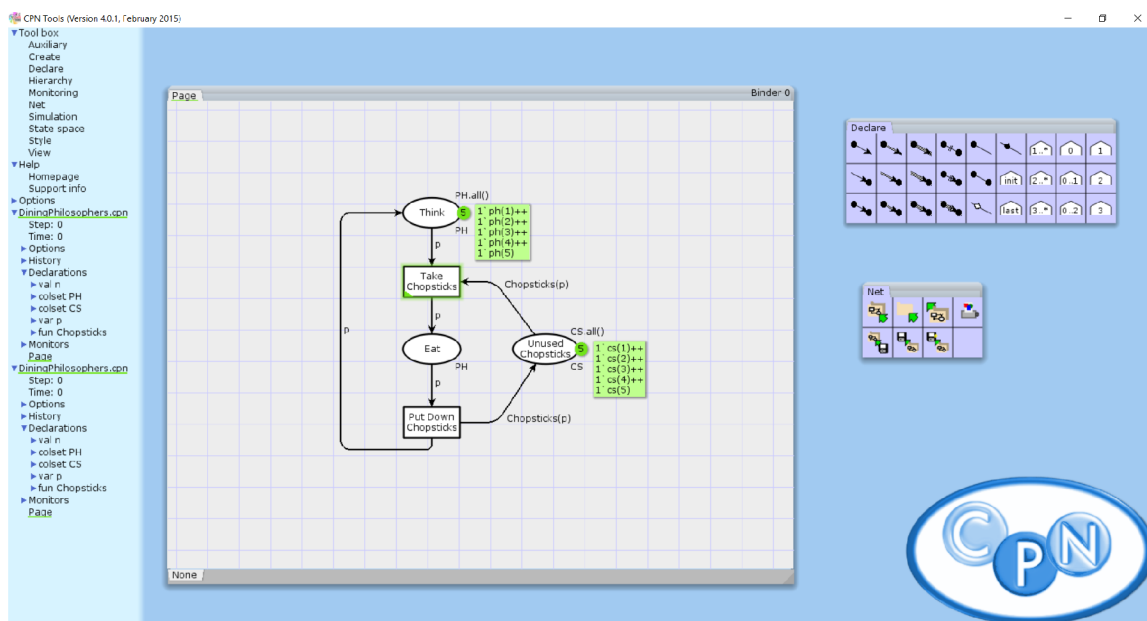 CPN Tools (Version 4.0.1, February 2015)
Tool box
Auxiliary
Create
Declare
Hierarchy
Monitoring
Net
Simulation
State space
Style
View
Help
Homepage
Support info
Options
DiningPhilosophers.cpn
Step: 0
Time: 0
Options
History
Declarations
val n
colset PH
colset CS
var p
fun Chopsticks
Monitors
Page
DiningPhilosophers.cpn
Step: 0
Time: 0
Options
History
Declarations
val n
colset PH
colset CS
var p
fun Chopsticks
Monitors
Page
Page
Binder 0
PH.all()
Think
5
1`ph(1)++
1`ph(2)++
1`ph(3)++
1`ph(4)++
1`ph(5)
PH
p
Take
Chopsticks
Chopsticks(p)
p
p
CS.all()
Eat
Unused
Chopsticks
5
1`cs(1)++
1`cs(2)++
1`cs(3)++
1`cs(4)++
1`cs(5)
PH
CS
p
Put Down
Chopsticks
Chopsticks(p)
None
Declare
1..*
0
1
init
2..*
0..1
2
last
3..*
0..2
3
Net
CPN